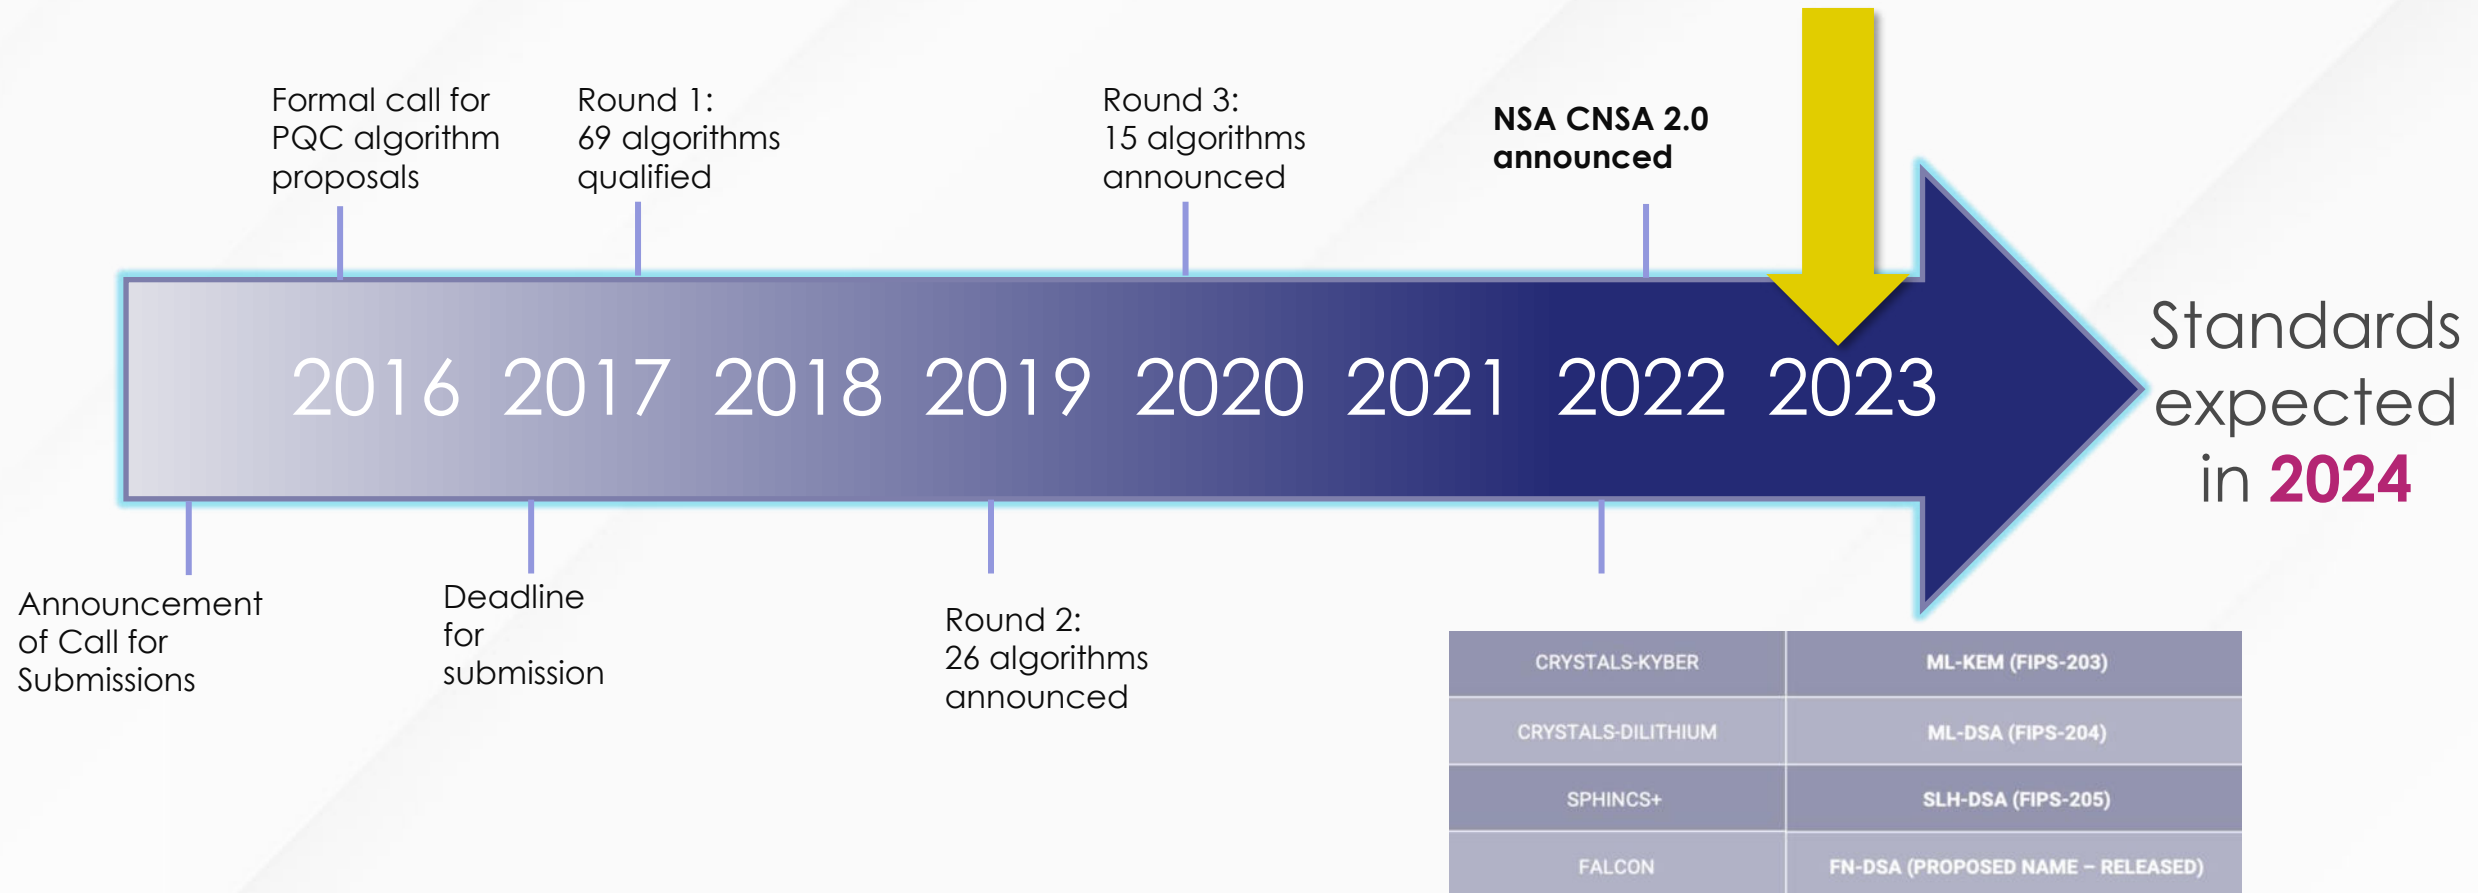 Formal call for
PQC algorithm
proposals
Round 1:
69 algorithms
qualified
Round 3:
15 algorithms
announced
NSA CNSA 2.0
announced
2016 2017 2018 2019 2020 2021 2022 2023
Standards
expected
in 2024
Announcement
of Call for
Submissions
Deadline
for
submission
Round 2:
26 algorithms
announced
CRYSTALS-KYBER ML-KEM (FIPS-203)
CRYSTALS-DILITHIUM ML-DSA (FIPS-204)
SPHINCS+ SLH-DSA (FIPS-205)
FALCON FN-DSA (PROPOSED NAME – RELEASED)